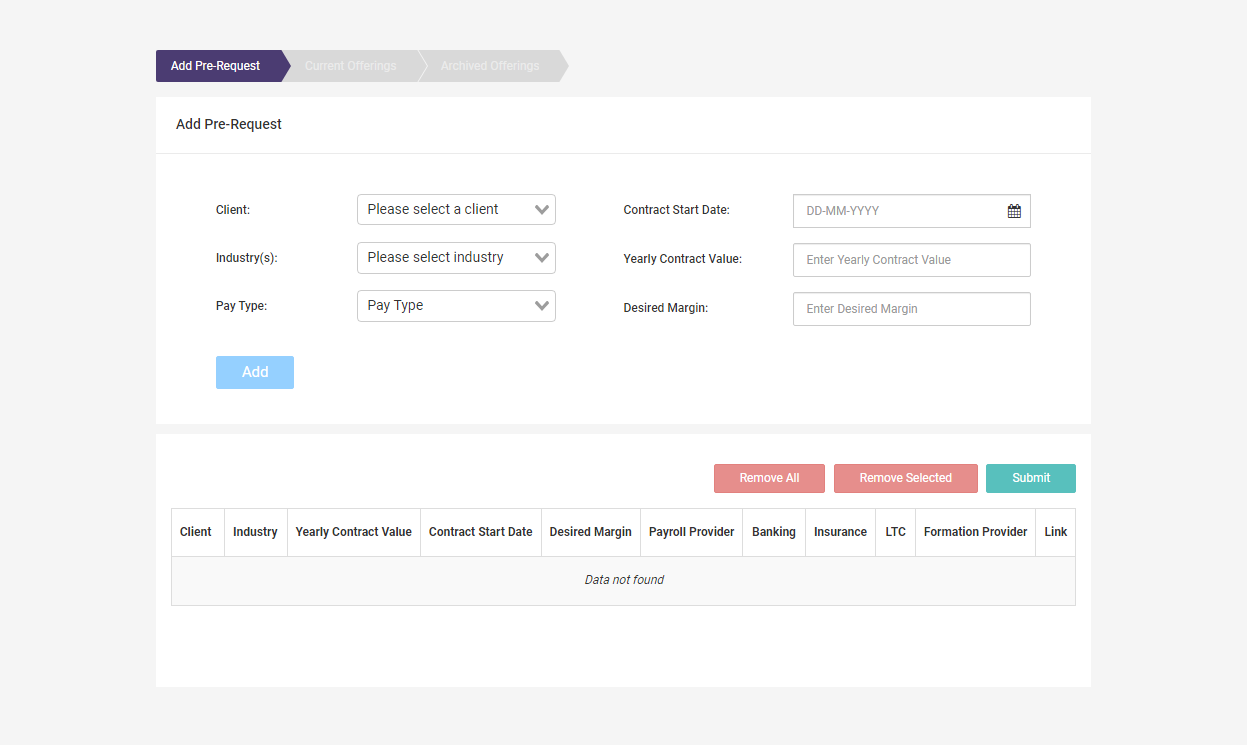 Add Pre-Request Current Offerings Archived Offerings
Add Pre-Request
Client: Please select a client Contract Start Date: DD-MM-YYYY
Industry(s): Please select industry Yearly Contract Value: Enter Yearly Contract Value
Pay Type: Pay Type Desired Margin: Enter Desired Margin
Add
Remove All Remove Selected Submit
Client Industry Yearly Contract Value Contract Start Date Desired Margin Payroll Provider Banking Insurance LTC Formation Provider Link
Data not found